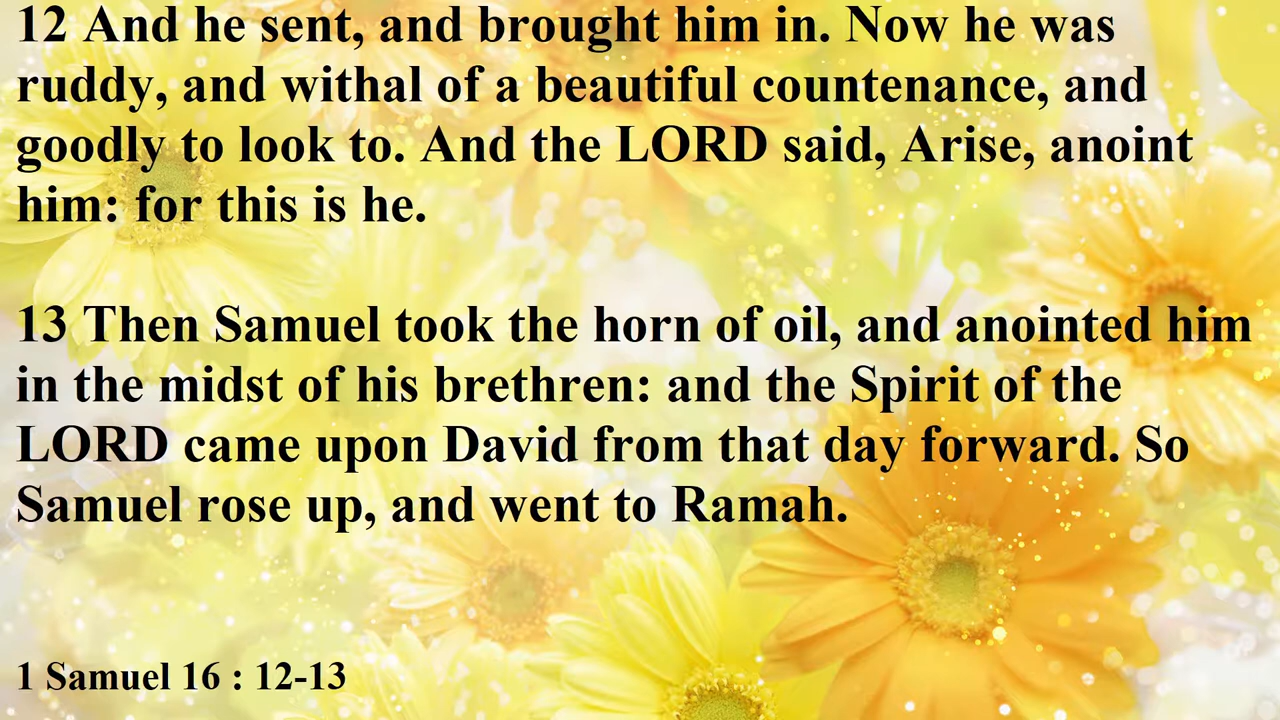 12 And he sent, and brought him in. Now he was
ruddy, and withal of a beautiful countenance, and
goodly to look to. And the LORD said, Arise, anoint
him: for this is he.
13 Then Samuel took the horn of oil, and anointed him
in the midst of his brethren: and the Spirit of the
LORD came upon David from that day forward. So
Samuel rose up, and went to Ramah.
1 Samuel 16 : 12-13